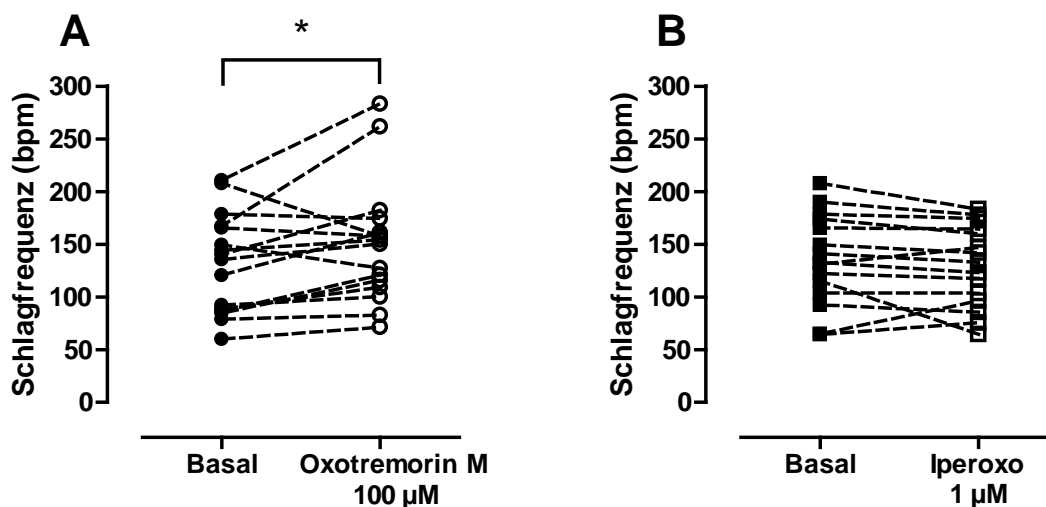 A
*
Schlagfrequenz (bpm)
300
250
200
150
100
50
0
Basal
Oxotremorin M
100 µM
B
Schlagfrequenz (bpm)
300
250
200
150
100
50
0
Basal
Iperoxo
1 µM